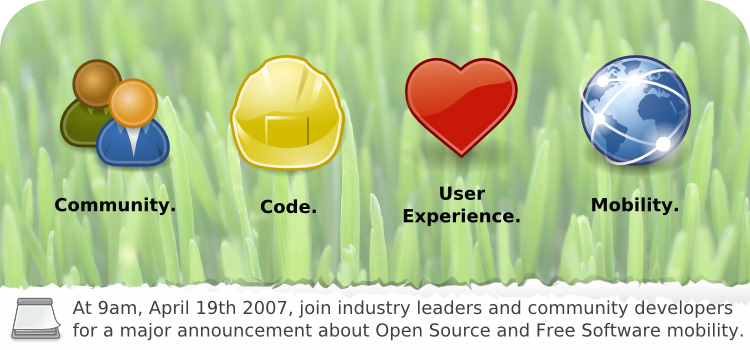 Community.
Code.
User
Experience.
Mobility.
At 9am, April 19th 2007, join industry leaders and community developers
for a major announcement about Open Source and Free Software mobility.